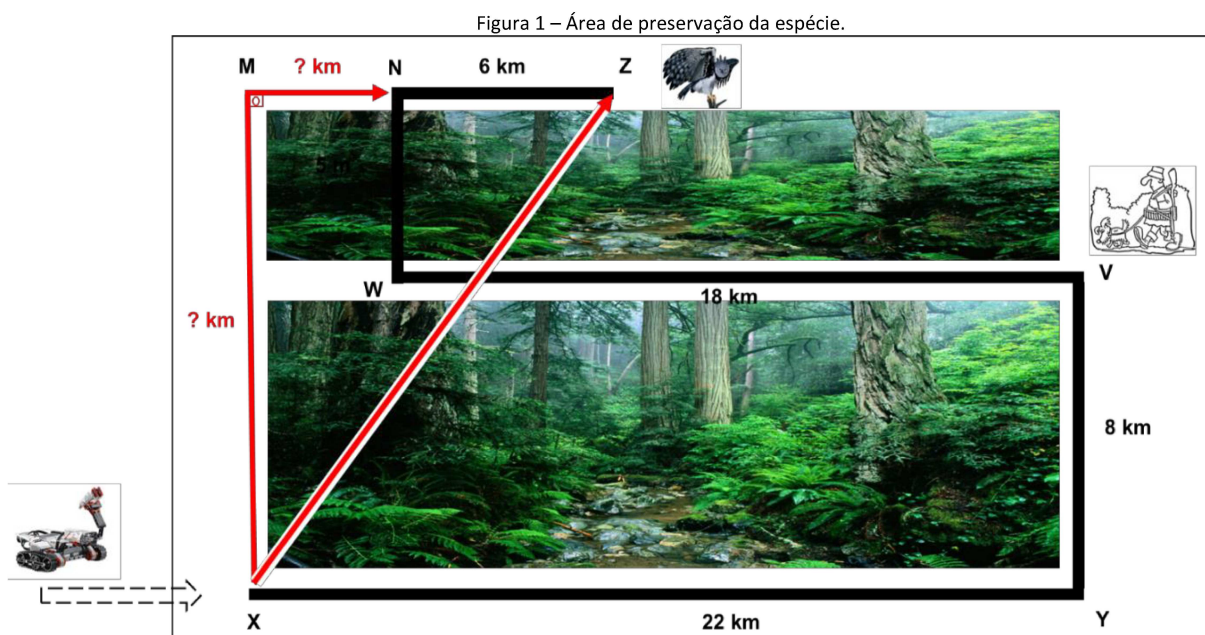 Figura 1 – Área de preservação da espécie.
M ? km N 6 km Z
W
18 km
V
? km
8 km
X 22 km Y